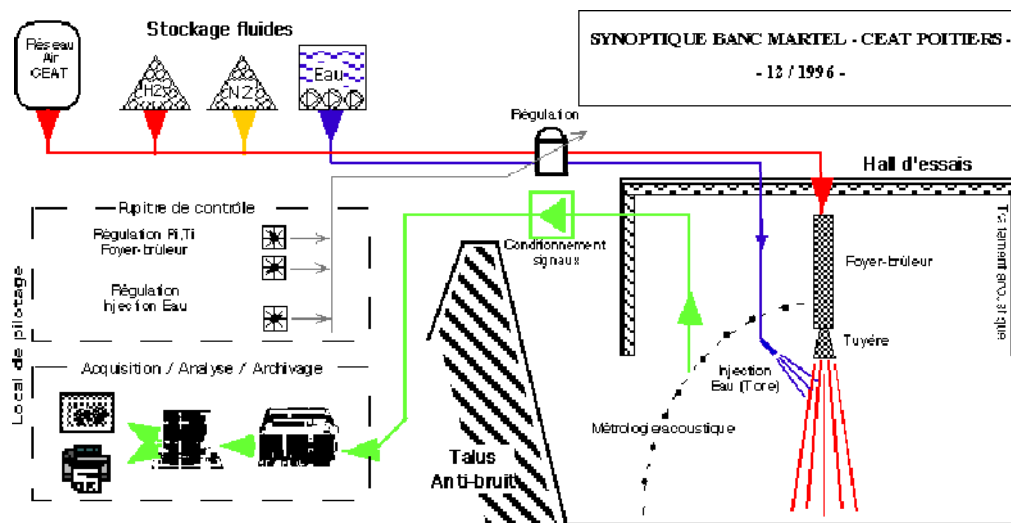 Stockage fluides
Réseau
Air
CEAT
H2
N2
Eau
SYNOPTIQUE BANC MARTEL - CEAT POITIERS -
- 12 / 1996 -
Régulation
Hall d'essais
Pupitre de contrôle
Régulation Pi,Ti
Foyer-brûleur
Régulation
Injection Eau
Local de pilotage
Conditionnement
signaux
Foyer-brûleur
Traitement acoustique
Tuyère
Injection
Eau (Tore)
Métrologie acoustique
Acquisition / Analyse / Archivage
Talus
Anti-bruit